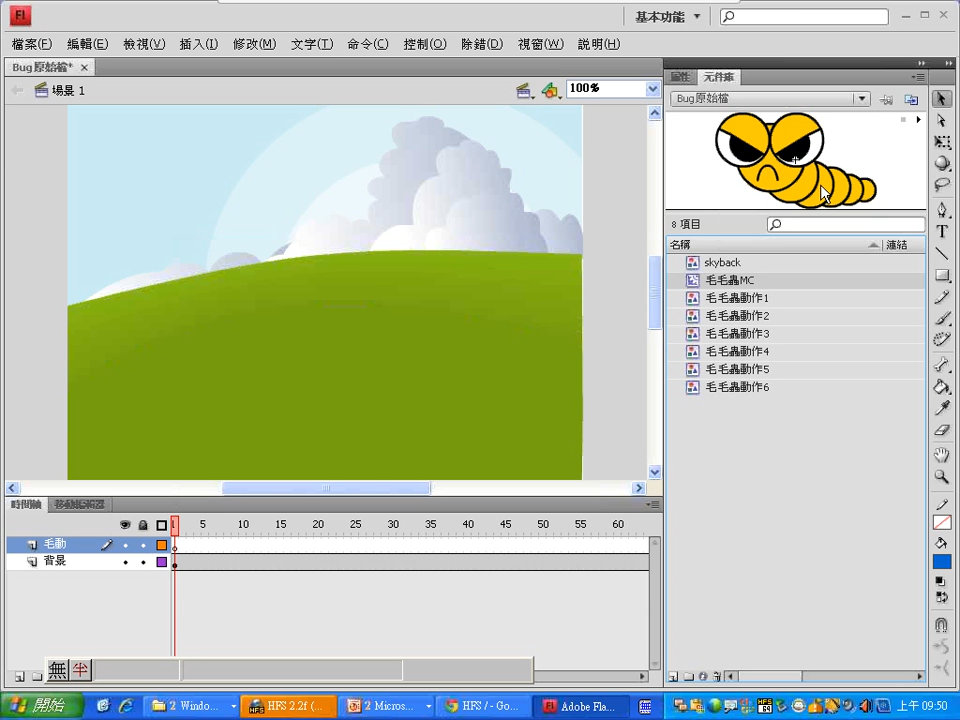 Fl
基本功能
檔案(F) 編輯(E) 檢視(V) 插入(I) 修改(M) 文字(T) 命令(C) 控制(O) 除錯(D) 視窗(W) 説明(H)
Bug原始檔*
場景 1
100%
屬性 元件庫
Bug原始檔
8 項目
名稱 連結
skyback
毛毛蟲MC
毛毛蟲動作1
毛毛蟲動作2
毛毛蟲動作3
毛毛蟲動作4
毛毛蟲動作5
毛毛蟲動作6
時間軸 移動編輯器
1 5 10 15 20 25 30 35 40 45 50 55 60
毛動
背景
無 半
開始 2 Windo... HFS 2.2f (... 2 Micros... HFS / - Go... Adobe Fla... 上午 09:50